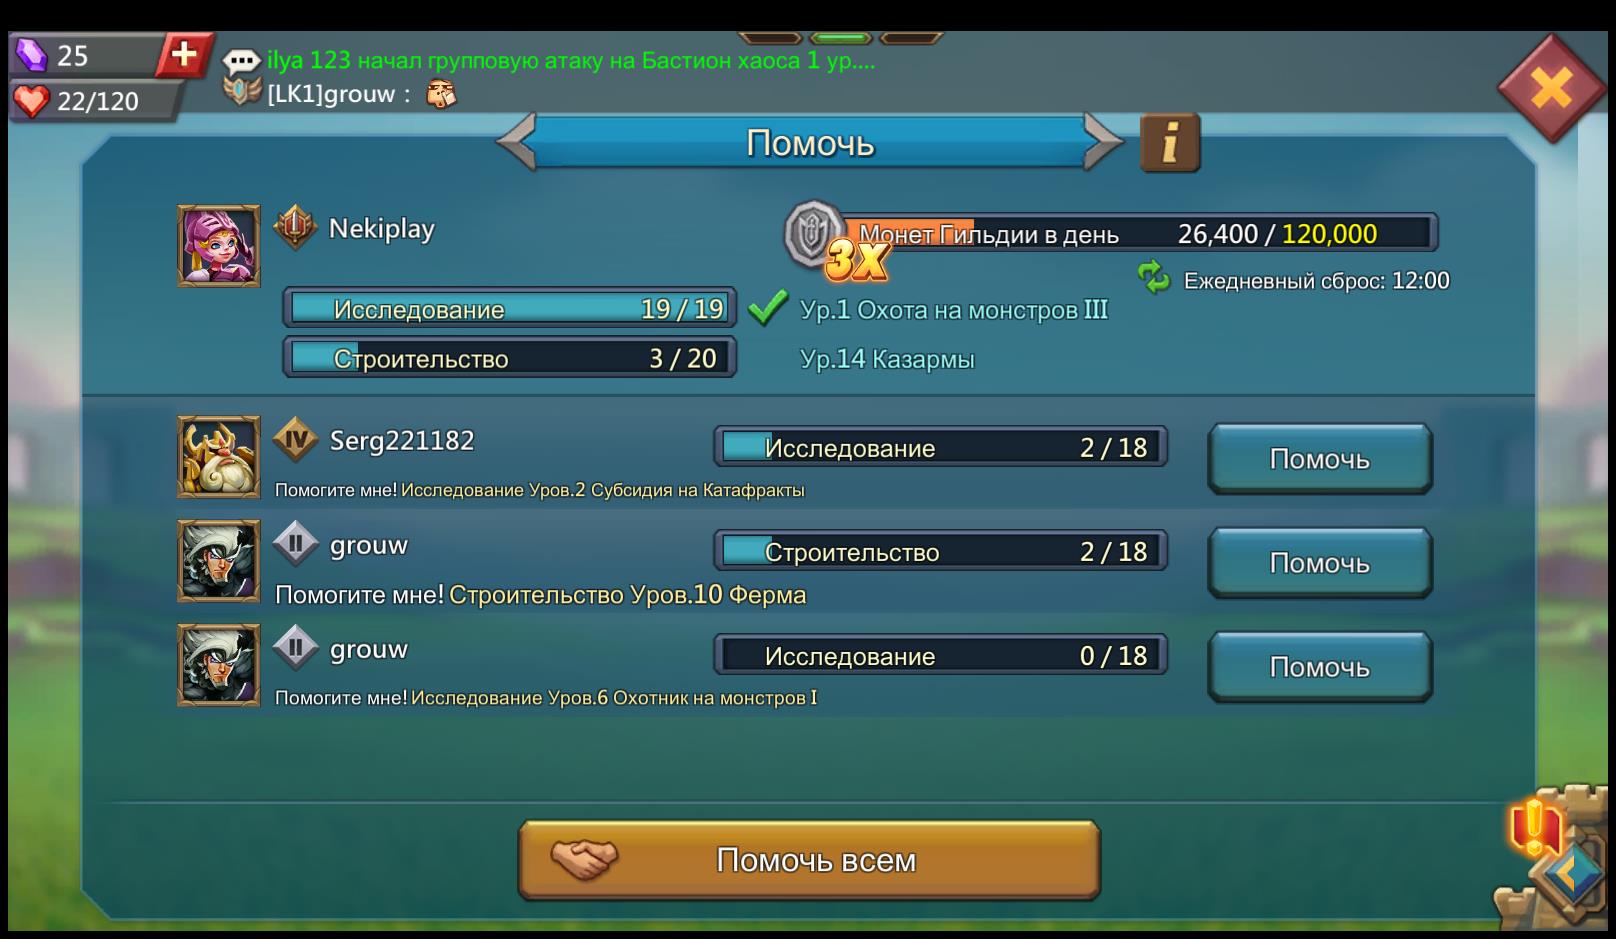 25
22/120
ilya 123 начал групповую атаку на Бастион хаоса 1 ур....
[LK1]grouw :
Помочь
i
Nekiplay
Монет Гильдии в день 26,400 / 120,000
3X
Ежедневный сброс: 12:00
Исследование 19 / 19 Ур.1 Охота на монстров III
Строительство 3 / 20 Ур.14 Казармы
IV Serg221182
Исследование 2 / 18
Помочь
Помогите мне! Исследование Уров.2 Субсидия на Катафракты
II grouw
Строительство 2 / 18
Помочь
Помогите мне! Строительство Уров.10 Ферма
II grouw
Исследование 0 / 18
Помочь
Помогите мне! Исследование Уров.6 Охотник на монстров I
Помочь всем